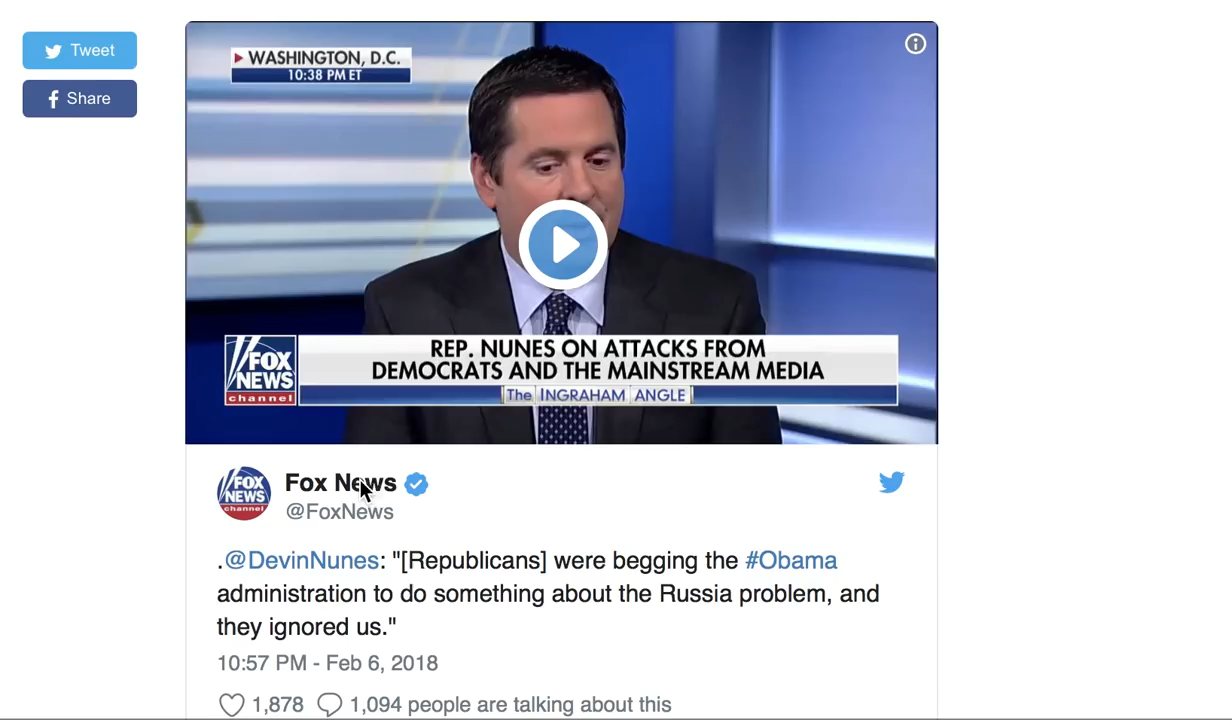 Tweet
Share
WASHINGTON, D.C.
10:38 PM ET
REP. NUNES ON ATTACKS FROM
DEMOCRATS AND THE MAINSTREAM MEDIA
FOX
NEWS
channel
The INGRAHAM ANGLE
FOX
NEWS
channel
Fox News
@FoxNews
.@DevinNunes: "[Republicans] were begging the #Obama
administration to do something about the Russia problem, and
they ignored us."
10:57 PM - Feb 6, 2018
1,878 1,094 people are talking about this